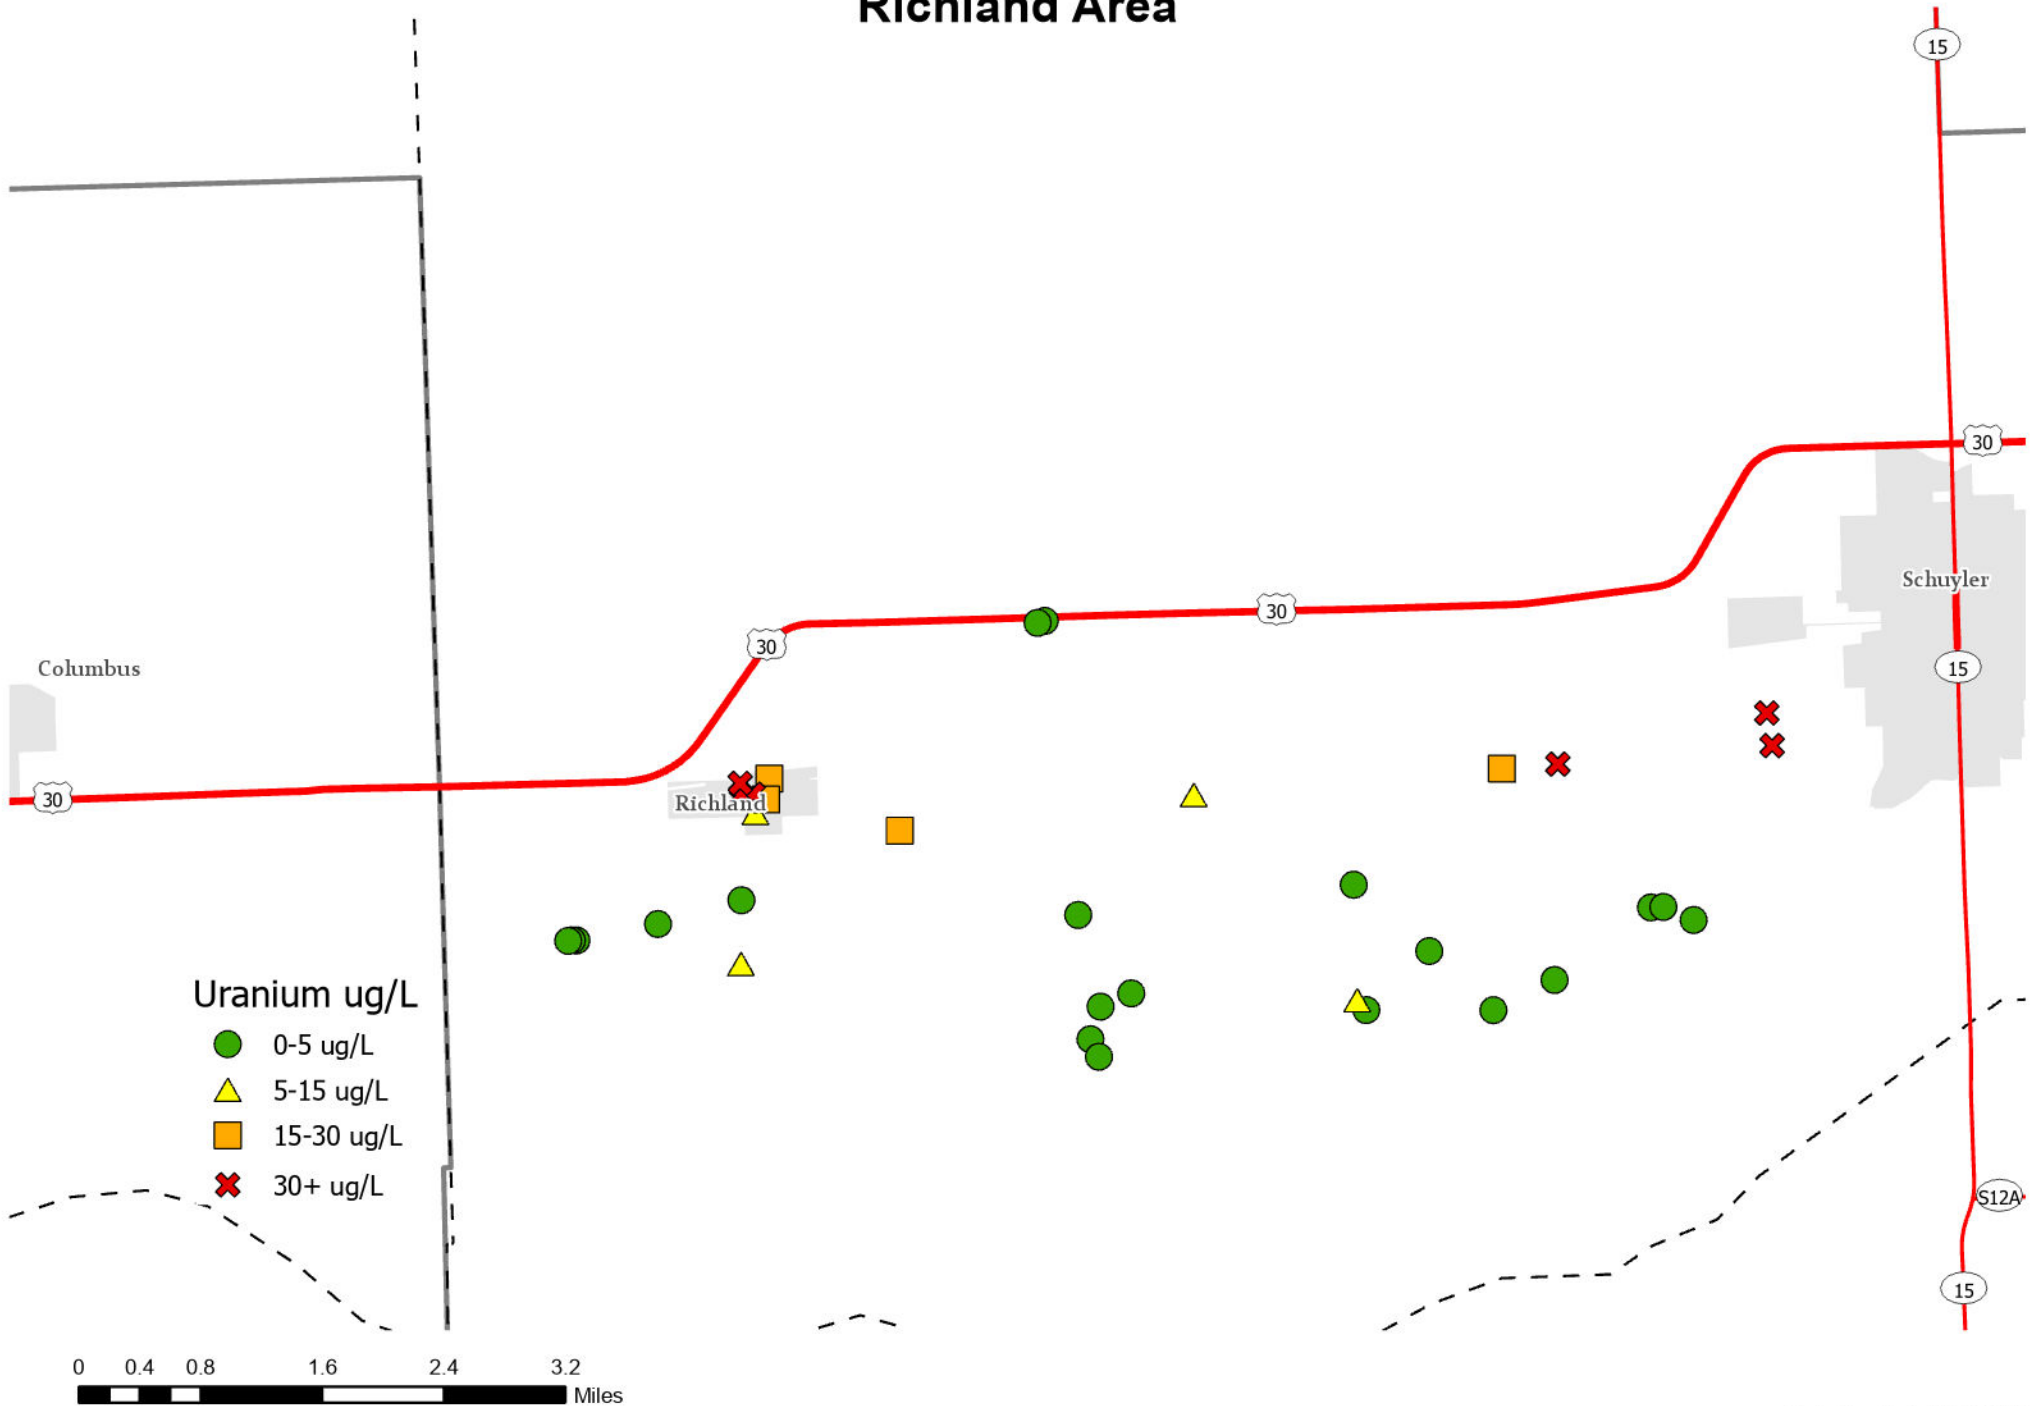 Richland Area
15
30
Schuyler
30
30
Columbus
15
30
Richland
Uranium ug/L
0-5 ug/L
5-15 ug/L
15-30 ug/L
30+ ug/L
S12A
15
0 0.4 0.8 1.6 2.4 3.2
Miles